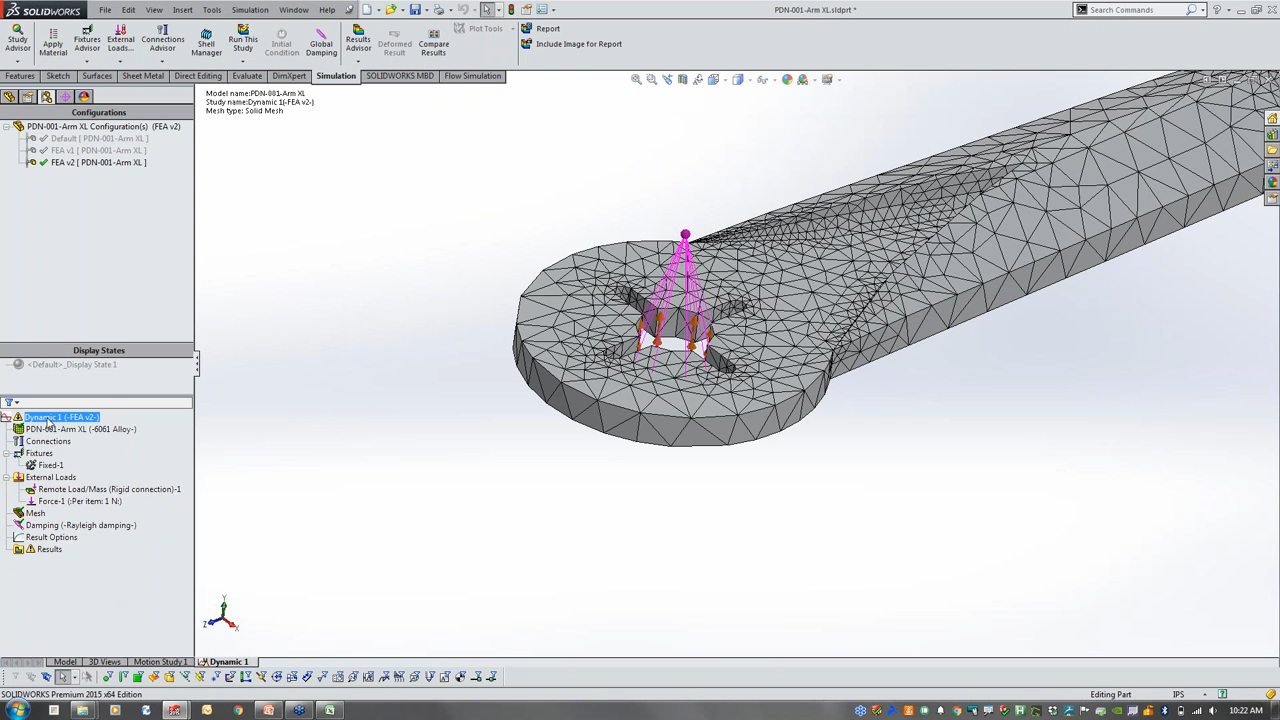 SOLIDWORKS
File Edit View Insert Tools Simulation Window Help
PDN-001-Arm XL.sldprt *
Search Commands
Study Advisor
Apply Material
Fixtures Advisor
External Loads...
Connections Advisor
Shell Manager
Run This Study
Initial Condition
Global Damping
Results Advisor
Deformed Result
Compare Results
Plot Tools
Report
Include Image for Report
Features Sketch Surfaces Sheet Metal Direct Editing Evaluate DimXpert Simulation SOLIDWORKS MBD Flow Simulation
Model name:PDN-001-Arm XL
Study name:Dynamic 1(-FEA v2-)
Mesh type: Solid Mesh
Configurations
PDN-001-Arm XL Configuration(s) (FEA v2)
Default [ PDN-001-Arm XL ]
FEA v1 [ PDN-001-Arm XL ]
FEA v2 [ PDN-001-Arm XL ]
Display States
<Default>_Display State 1
Dynamic 1 (-FEA v2-)
PDN-001-Arm XL (-6061 Alloy-)
Connections
Fixtures
Fixed-1
External Loads
Remote Load/Mass (Rigid connection)-1
Force-1 (:Per item: 1 N:)
Mesh
Damping (-Rayleigh damping-)
Result Options
Results
Y
Z
X
Model 3D Views Motion Study 1 Dynamic 1
SOLIDWORKS Premium 2015 x64 Edition
Editing Part
IPS
10:22 AM